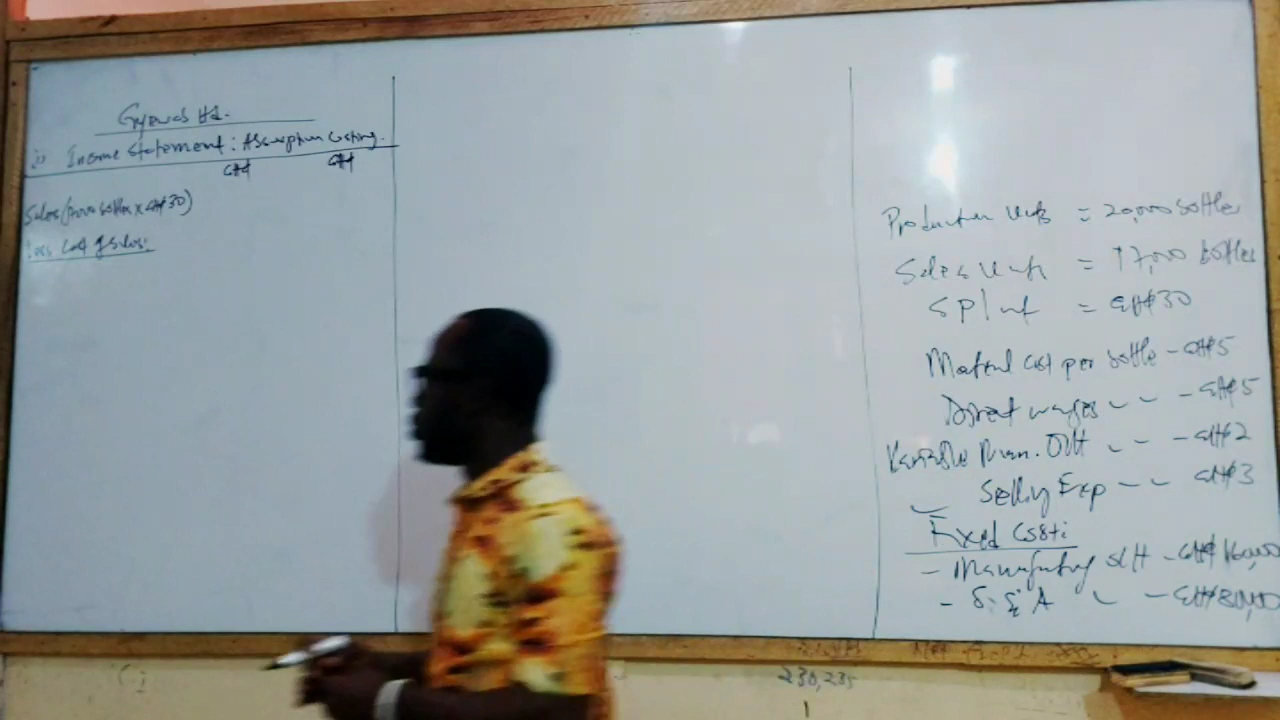 Gyenas Ltd.
i) Income Statement: Absorption Costing.
GH¢ GH¢
Sales (17,000 bottles x GH¢30)
Less Cost of Sales:
Production Units = 20,000 bottles
Sales Units = 17,000 bottles
SP/unit = GH¢30
Material cost per bottle - GH¢5
Direct wages " " - GH¢5
Variable Man. O/H " " - GH¢2
" Selling Exp " " GH¢3
Fixed Costs:
- Manufacturing O/H - GH¢160,000
- S & A " - GH¢80,000
230,235